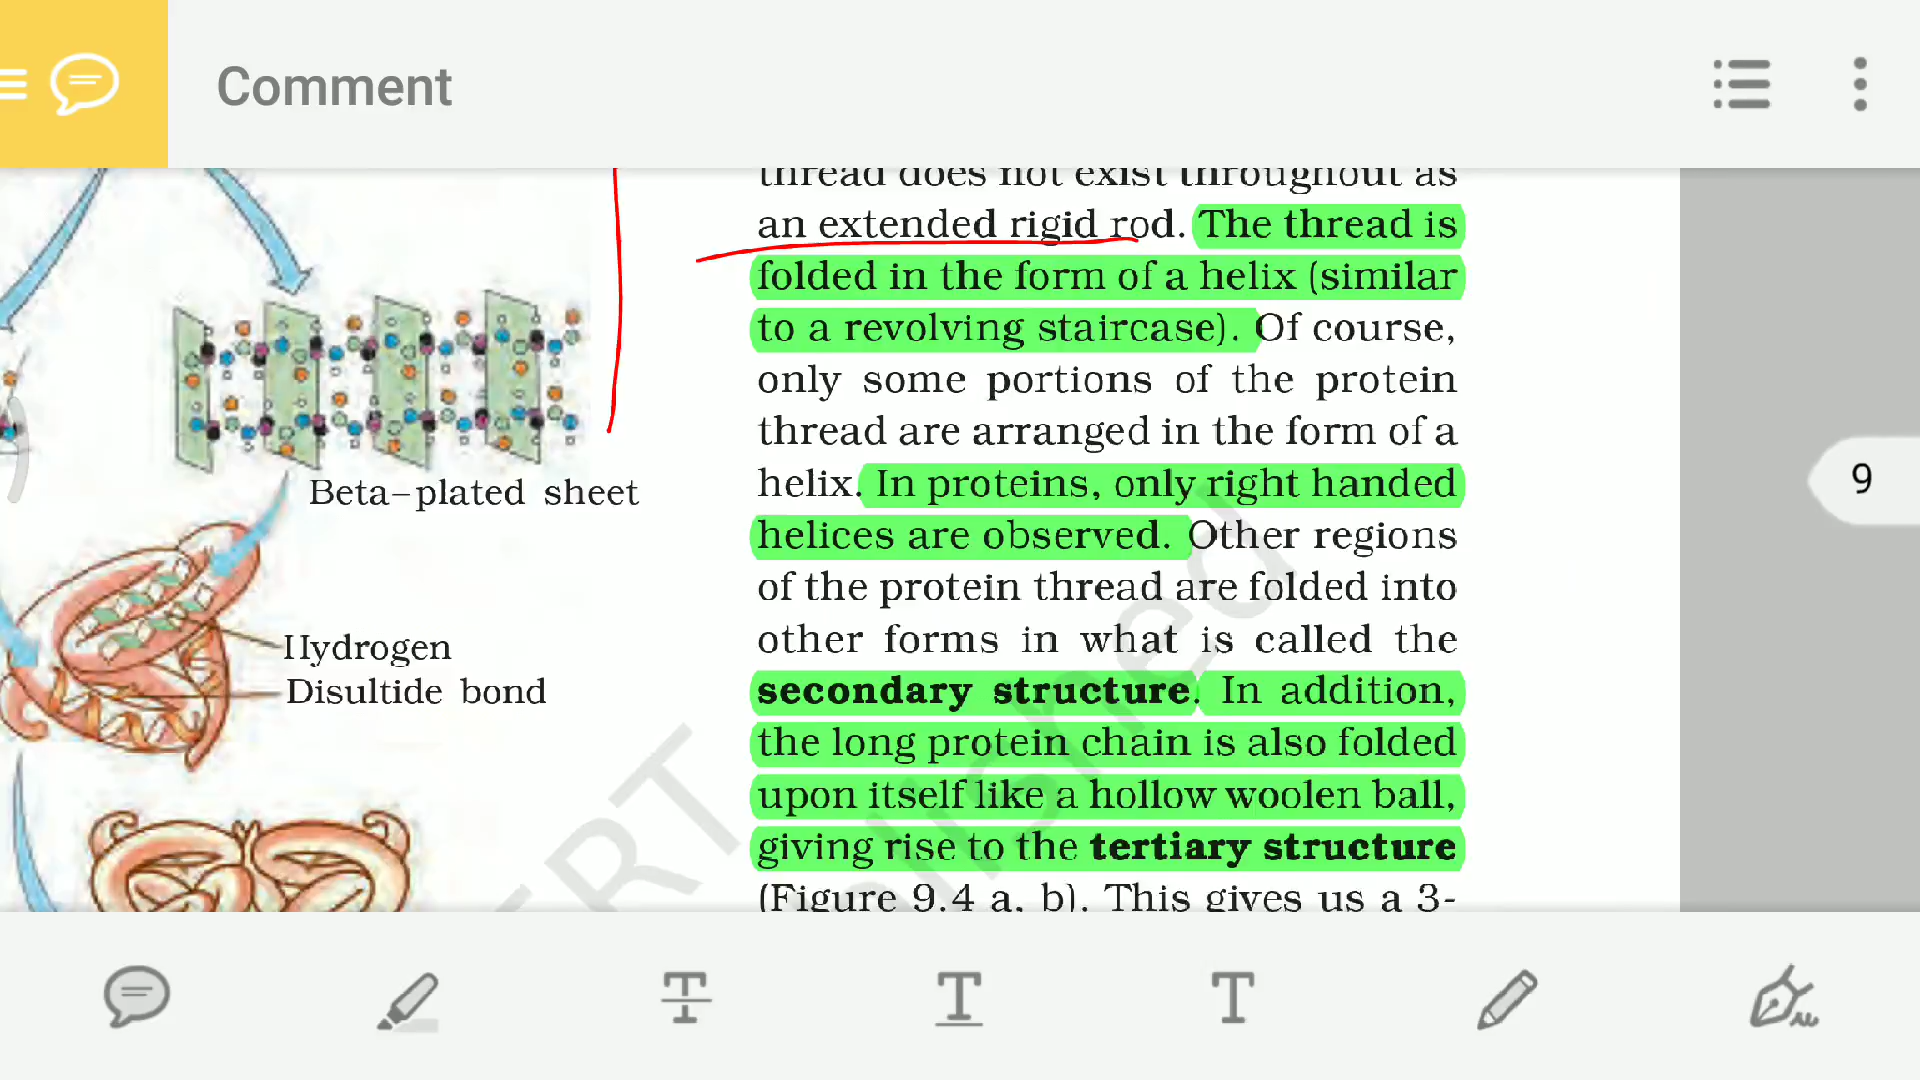 Comment
thread does not exist throughout as
an extended rigid rod. The thread is
folded in the form of a helix (similar
to a revolving staircase). Of course,
only some portions of the protein
thread are arranged in the form of a
helix. In proteins, only right handed
helices are observed. Other regions
of the protein thread are folded into
other forms in what is called the
secondary structure. In addition,
the long protein chain is also folded
upon itself like a hollow woolen ball,
giving rise to the tertiary structure
(Figure 9.4 a, b). This gives us a 3-
Beta-plated sheet
Hydrogen
Disultide bond
9